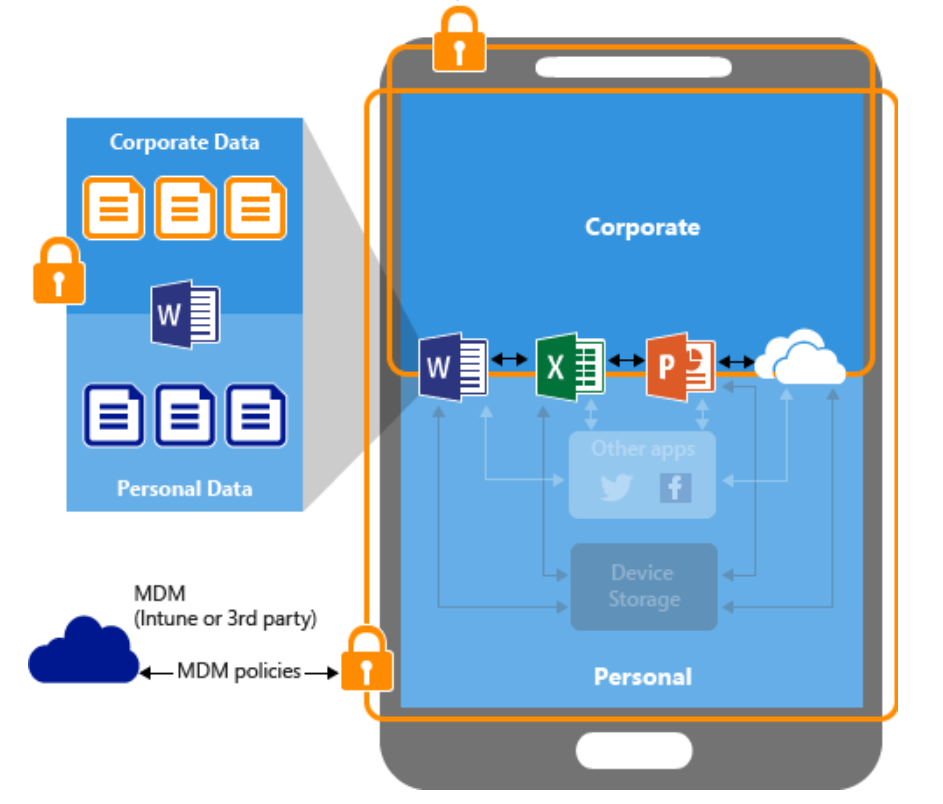 Corporate Data
W
Personal Data
Corporate
W
X
P
Other apps
f
Device
Storage
Personal
MDM
(Intune or 3rd party)
MDM policies